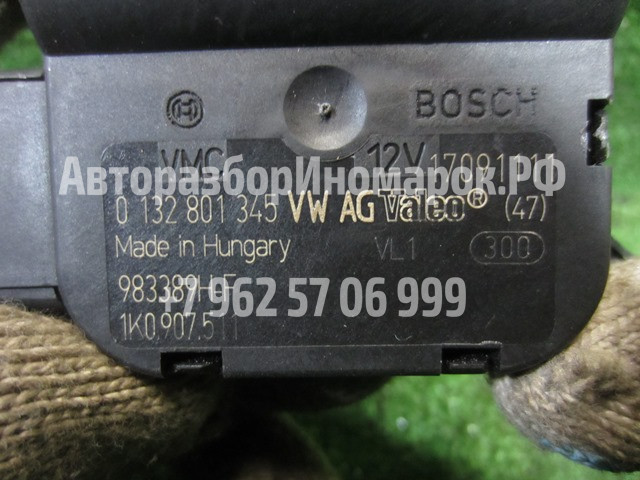 BOSCH
VMC 12V 17091111
АвторазборИномарок.РФ
0 132 801 345 VW AG Valeo® (47)
Made in Hungary VL1 300
+7 962 57 06 999
1K0.907.511